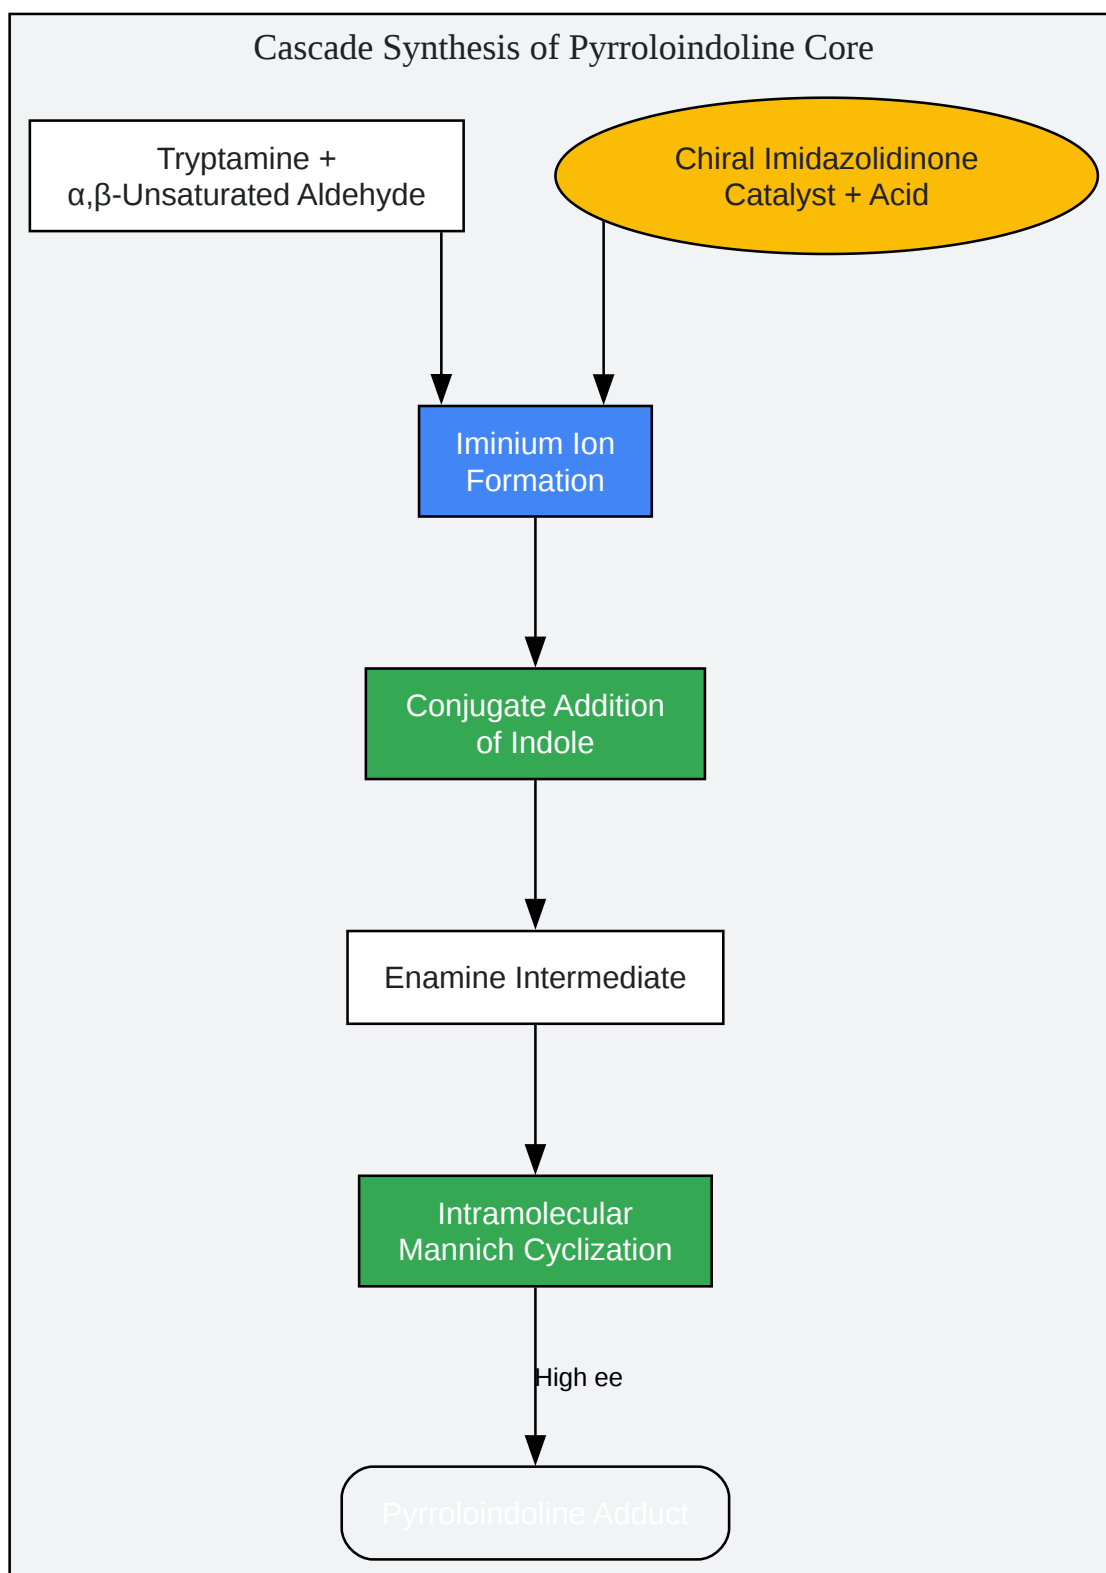 Cascade Synthesis of Pyrroloindoline Core
Tryptamine +
α,β-Unsaturated Aldehyde
Chiral Imidazolidinone
Catalyst + Acid
Iminium Ion
Formation
Conjugate Addition
of Indole
Enamine Intermediate
Intramolecular
Mannich Cyclization
High ee
Pyrroloindoline Adduct